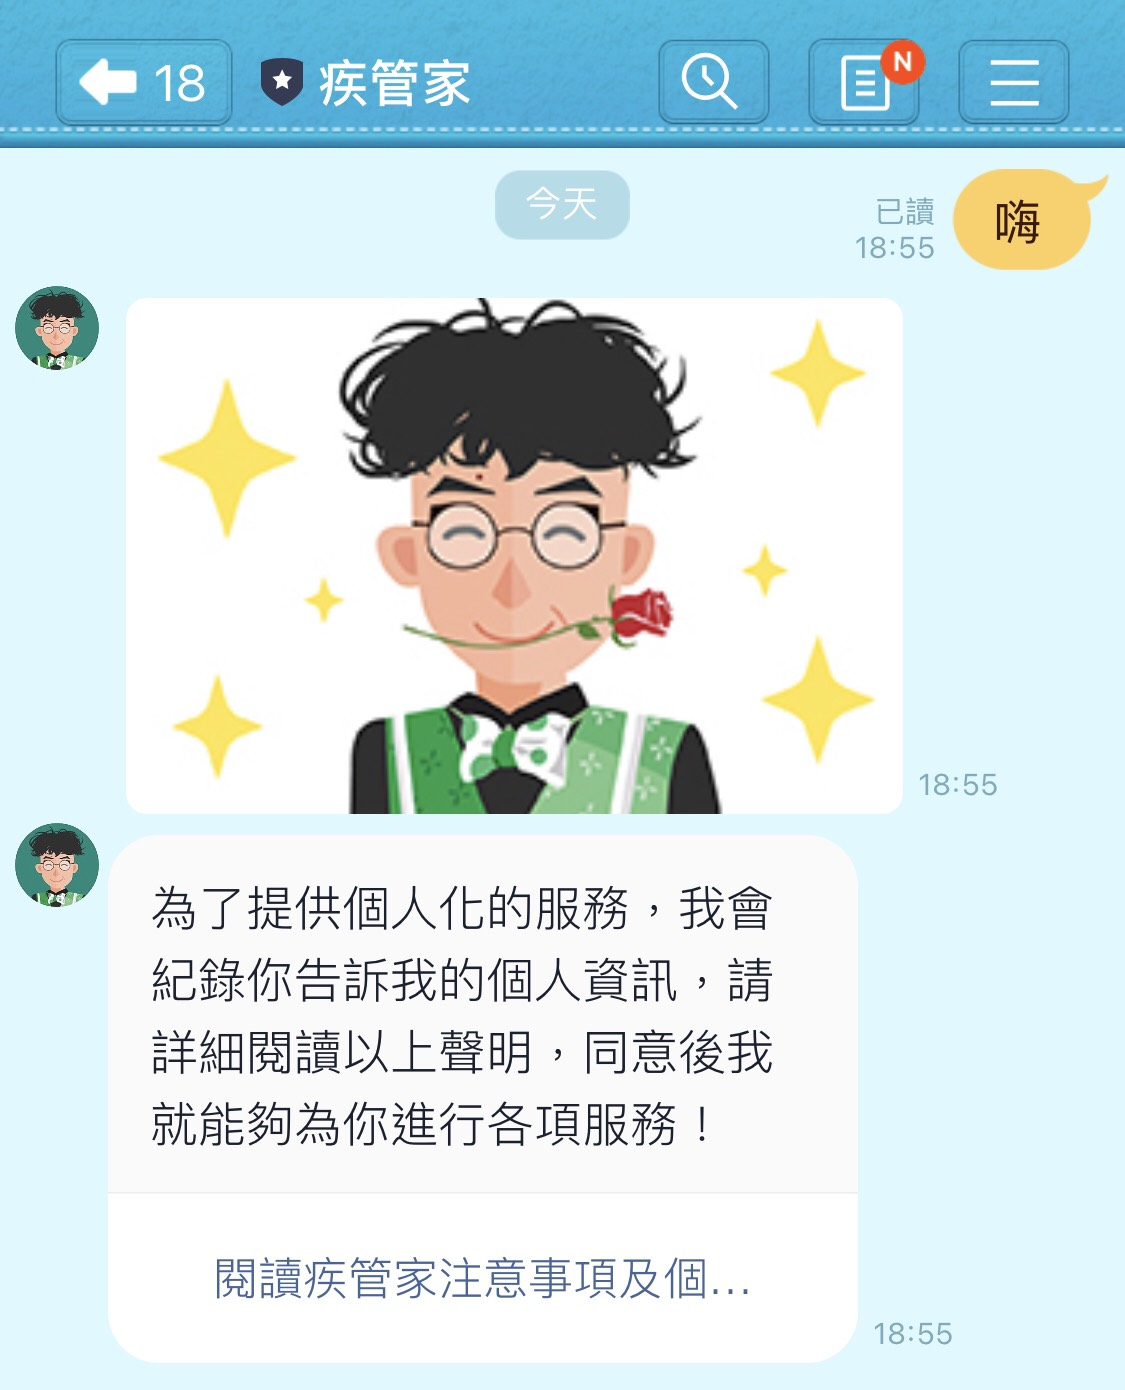 18 疾管家
N
今天
已讀
18:55
嗨
18:55
為了提供個人化的服務，我會
紀錄你告訴我的個人資訊，請
詳細閱讀以上聲明，同意後我
就能夠為你進行各項服務！
閱讀疾管家注意事項及個...
18:55